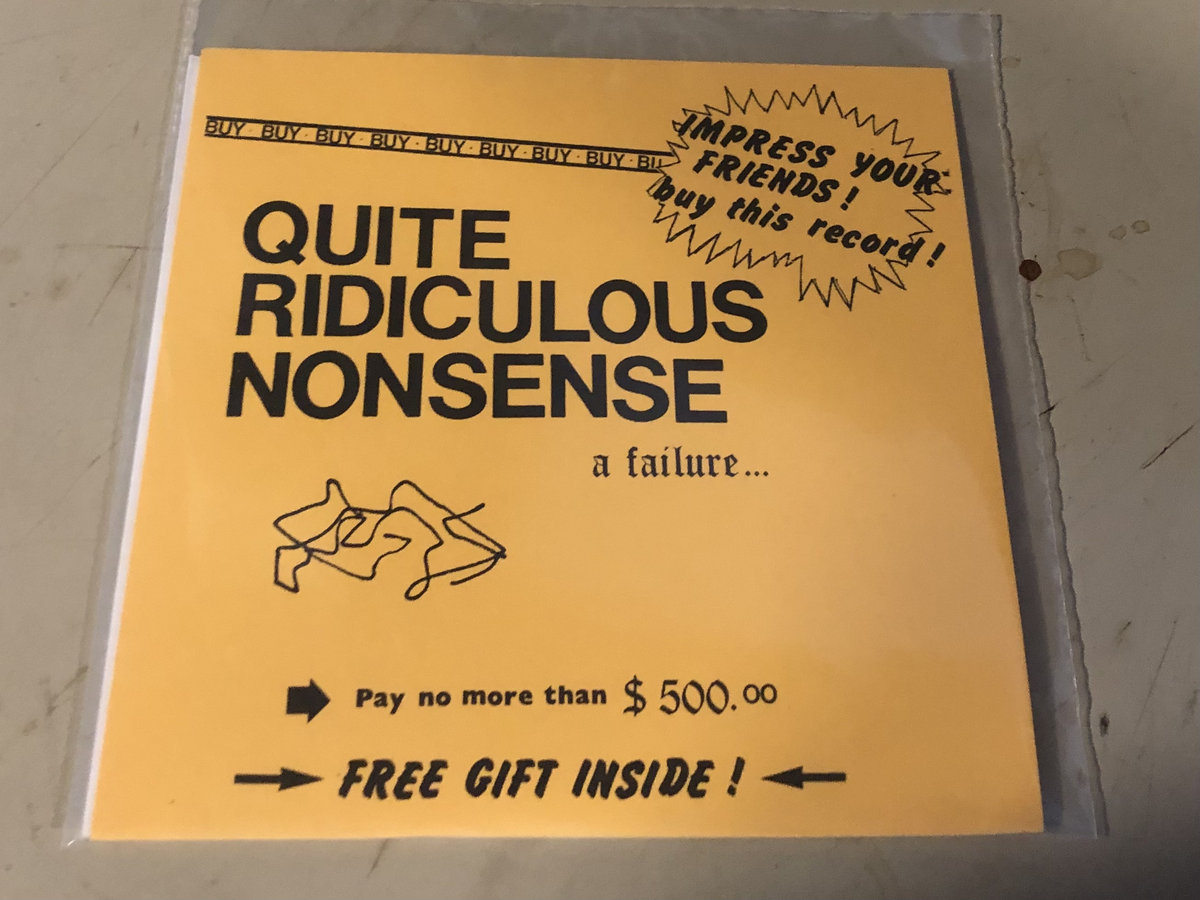 BUY · BUY · BUY · BUY · BUY · BUY · BUY · BUY · BU
IMPRESS YOUR
FRIENDS!
buy this record!
QUITE
RIDICULOUS
NONSENSE
a failure...
Pay no more than $500.00
FREE GIFT INSIDE!